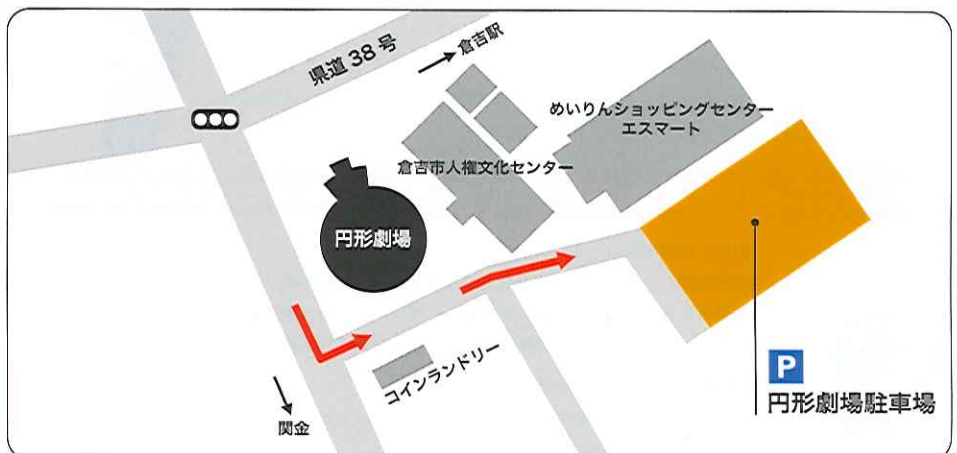 県道 38 号
倉吉駅
めいりんショッピングセンター
エスマート
倉吉市人権文化センター
円形劇場
コインランドリー
関金
P
円形劇場駐車場